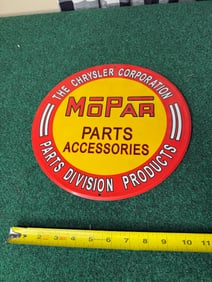 THE CHRYSLER CORPORATION
MOPAR
PARTS
ACCESSORIES
PARTS DIVISION PRODUCTS
2 3 4 5 6 7 8 9 10 11